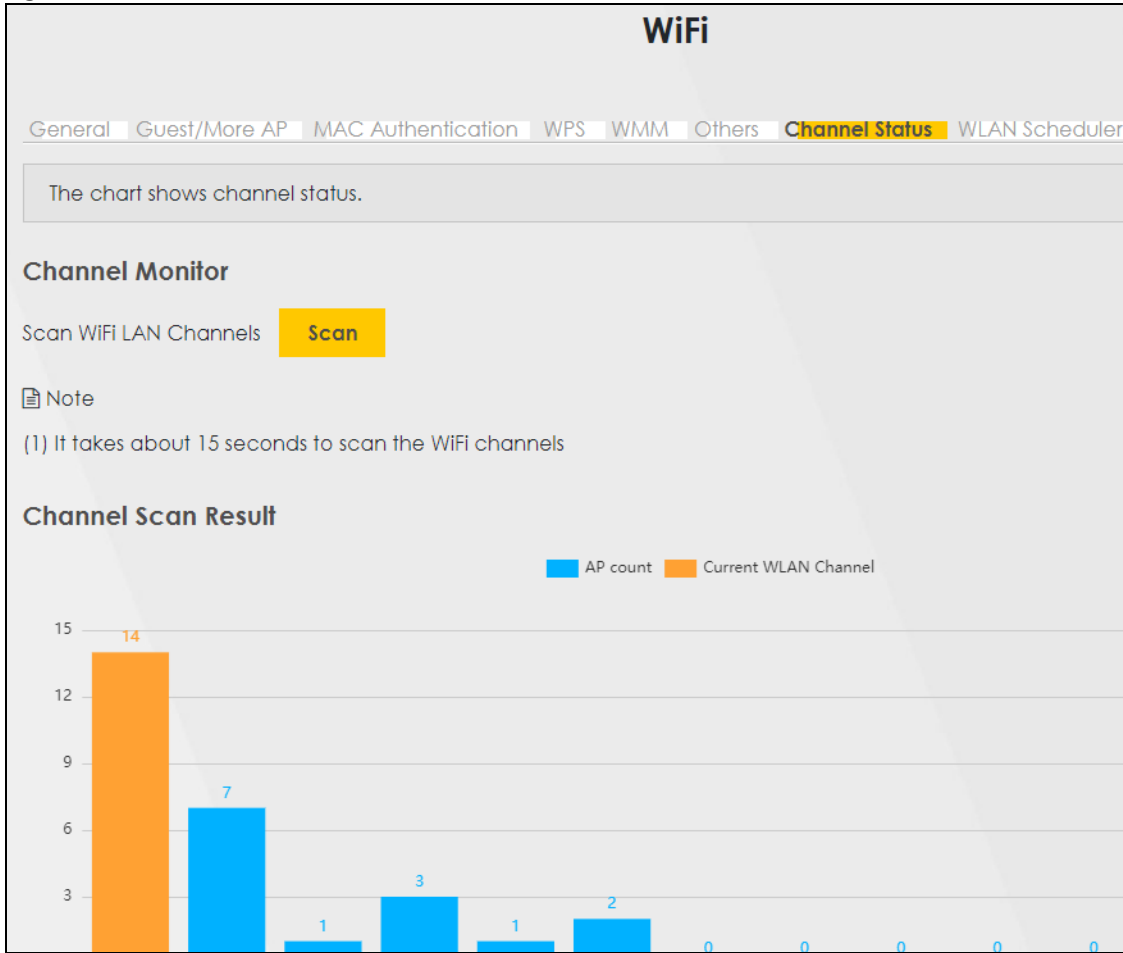 WiFi
General Guest/More AP MAC Authentication WPS WMM Others Channel Status WLAN Scheduler
The chart shows channel status.
Channel Monitor
Scan WiFi LAN Channels Scan
Note
(1) It takes about 15 seconds to scan the WiFi channels
Channel Scan Result
AP count Current WLAN Channel
15
14
12
9
7
6
3
3
2
1 1
0 0 0 0 0